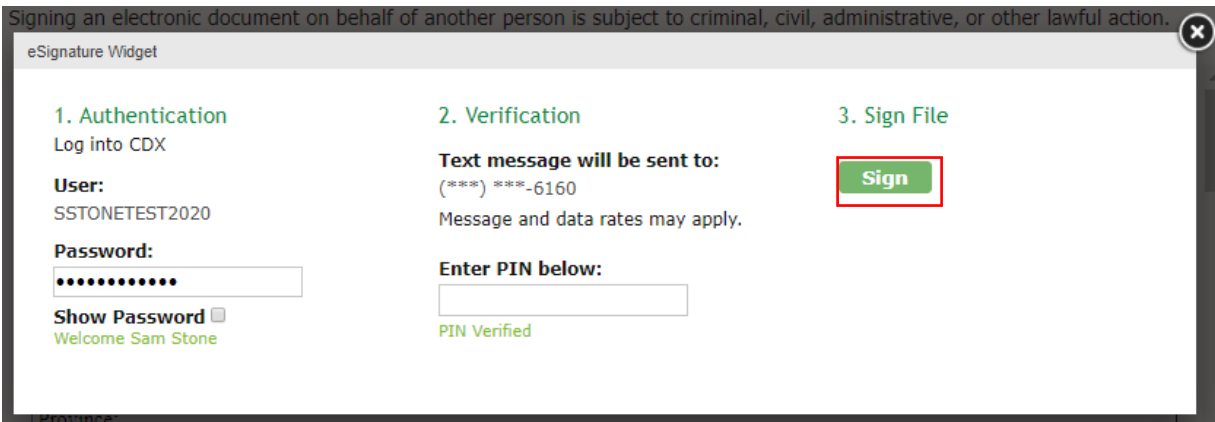 Signing an electronic document on behalf of another person is subject to criminal, civil, administrative, or other lawful action.
eSignature Widget
1. Authentication
Log into CDX
User:
SSTONETEST2020
Password:
••••••••••••
Show Password
Welcome Sam Stone
2. Verification
Text message will be sent to:
(***) ***-6160
Message and data rates may apply.
Enter PIN below:
PIN Verified
3. Sign File
Sign
Province: